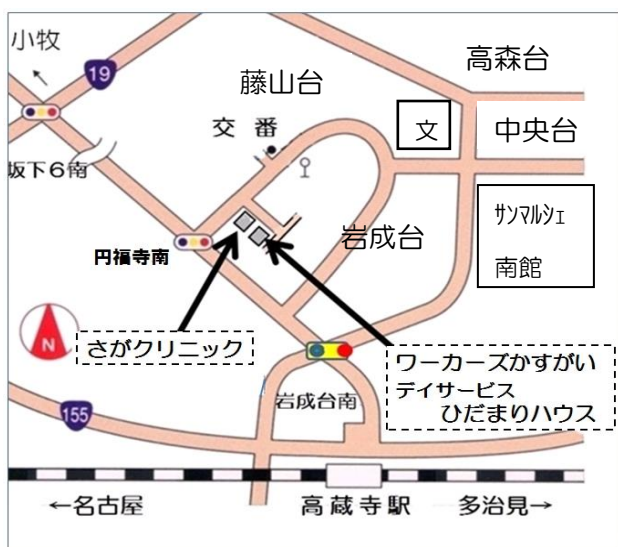 小牧
19
高森台
藤山台
文
中央台
交番
坂下6南
サンマルシェ
南館
岩成台
円福寺南
N
さがクリニック
ワーカーズかすがい
デイサービス
ひだまりハウス
岩成台南
155
←名古屋
高蔵寺駅
多治見→